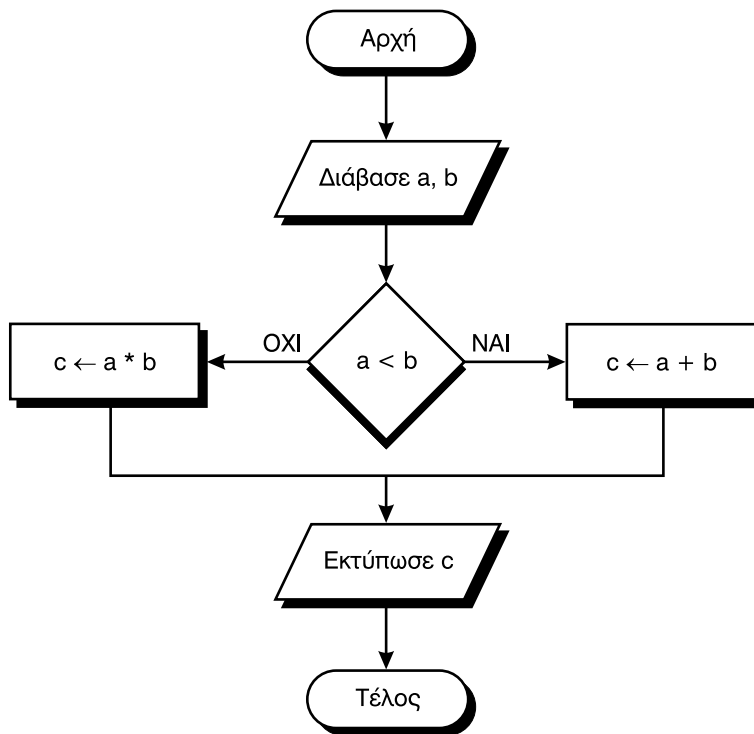 Αρχή
Διάβασε a, b
a < b
ΟΧΙ
ΝΑΙ
c ← a * b
c ← a + b
Εκτύπωσε c
Τέλος